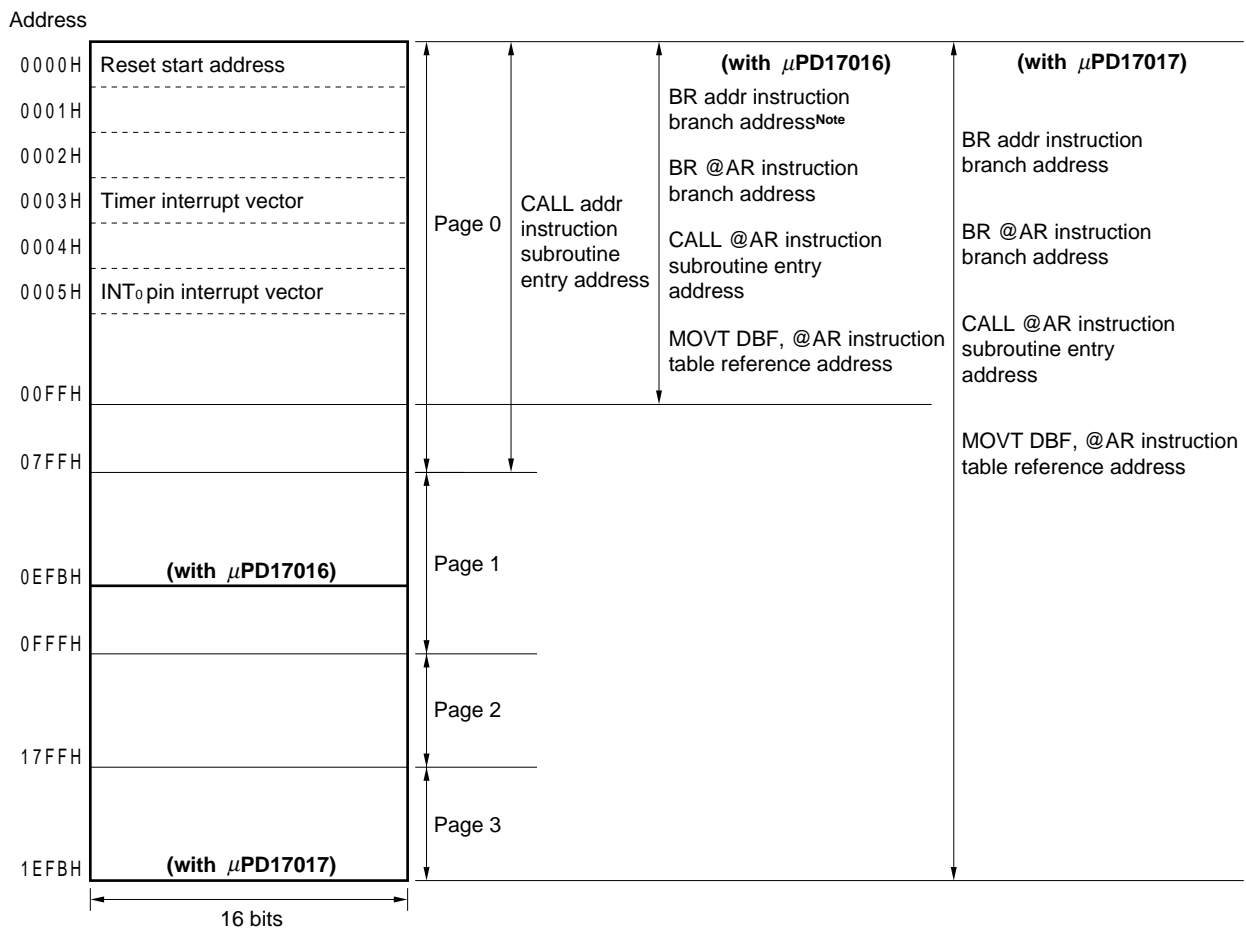 Address
0000H Reset start address
0001H
0002H
0003H Timer interrupt vector
0004H
0005H INT0 pin interrupt vector
00FFH
07FFH
0EFBH (with μPD17016)
0FFFH
17FFH
1EFBH (with μPD17017)
16 bits
Page 0
Page 1
Page 2
Page 3
CALL addr
instruction
subroutine
entry address
(with μPD16016)
BR addr instruction
branch addressNote
BR @AR instruction
branch address
CALL @AR instruction
subroutine entry
address
MOVT DBF, @AR instruction
table reference address
(with μPD17017)
BR addr instruction
branch address
BR @AR instruction
branch address
CALL @AR instruction
subroutine entry
address
MOVT DBF, @AR instruction
table reference address